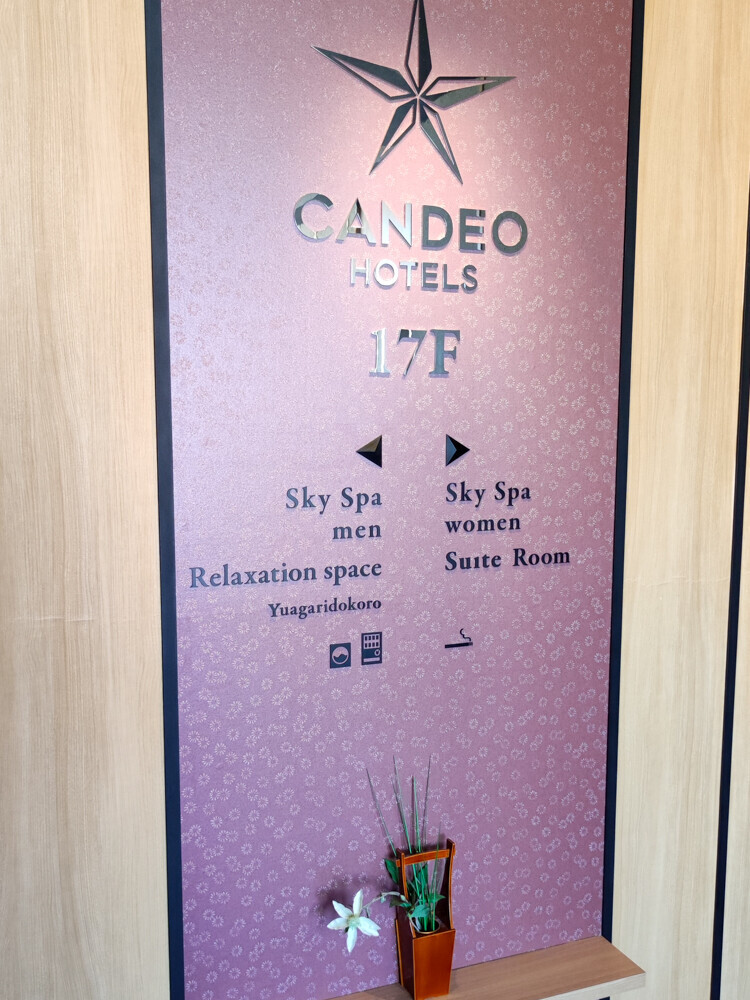 CANDEO
HOTELS
17F
Sky Spa
men
Relaxation space
Yuagaridokoro
Sky Spa
women
Suite Room